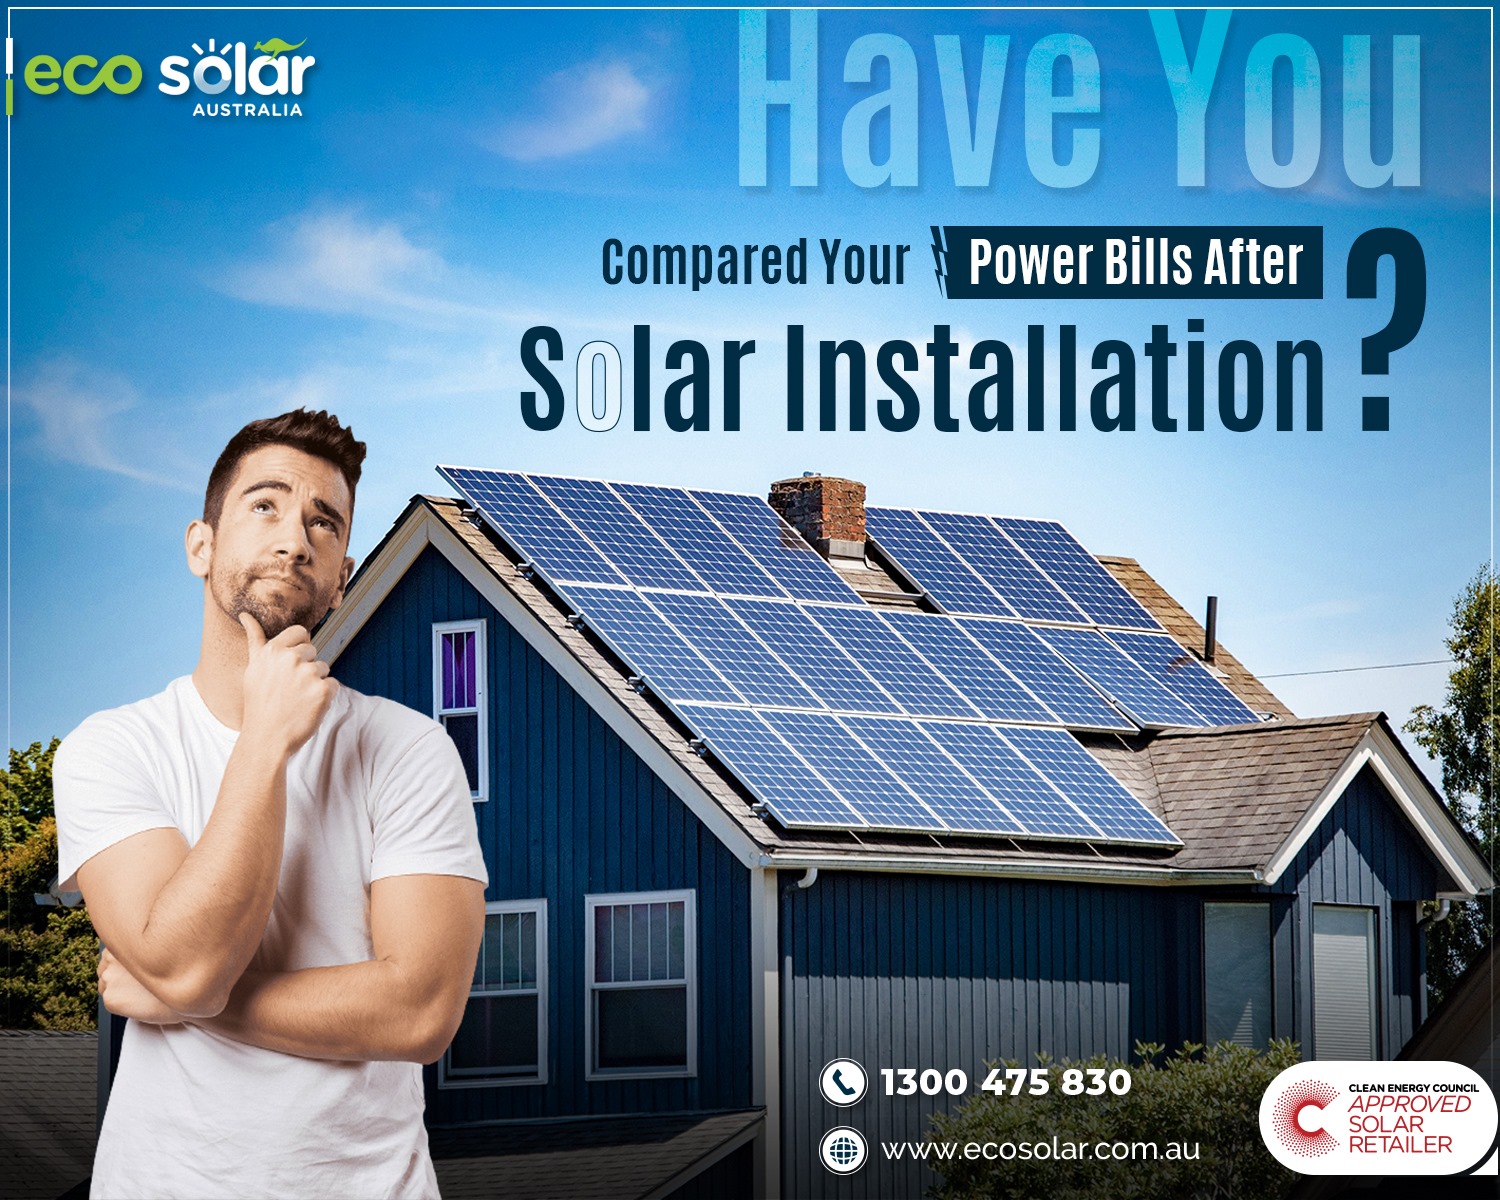 eco solar
AUSTRALIA
Have You
Compared Your Power Bills After
Solar Installation?
1300 475 830
www.ecosolar.com.au
CLEAN ENERGY COUNCIL
APPROVED
SOLAR
RETAILER